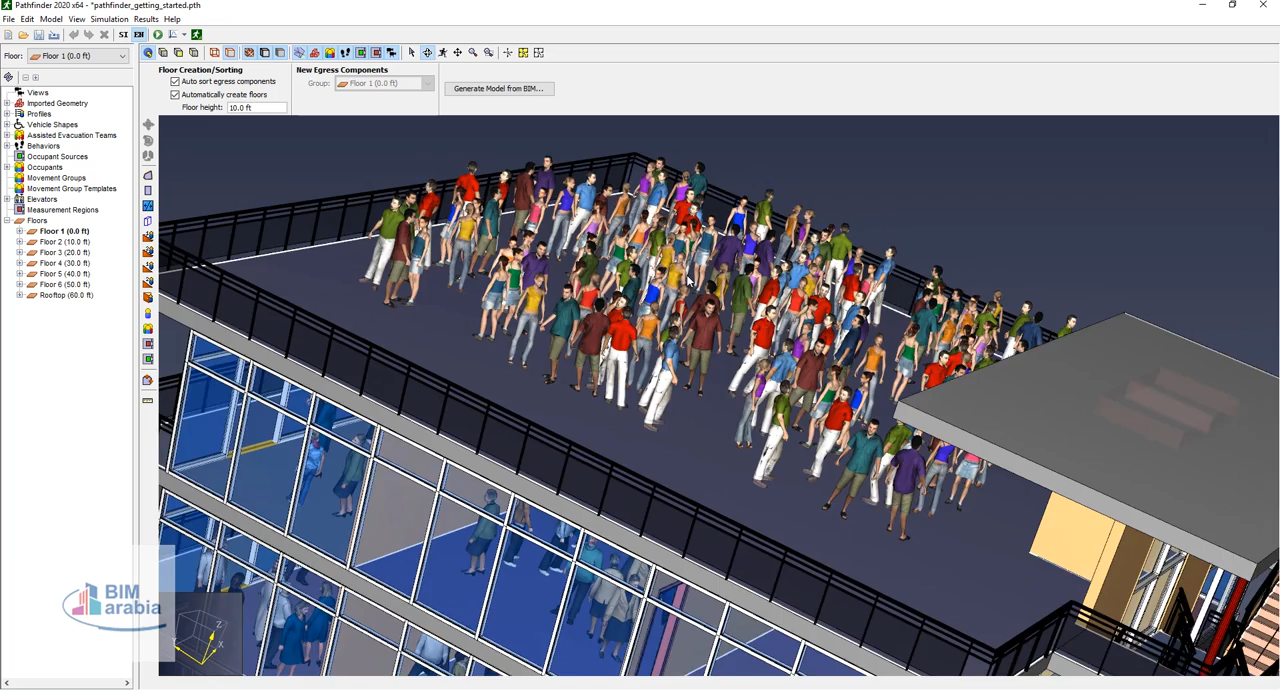 Pathfinder 2020 x64 - *pathfinder_getting_started.pth
File Edit Model View Simulation Results Help
SI EN
Floor: Floor 1 (0.0 ft)
Floor Creation/Sorting
Auto sort egress components
Automatically create floors
Floor height: 10.0 ft
New Egress Components
Group: Floor 1 (0.0 ft)
Generate Model from BIM...
Views
Imported Geometry
Profiles
Vehicle Shapes
Assisted Evacuation Teams
Behaviors
Occupant Sources
Occupants
Movement Groups
Movement Group Templates
Elevators
Measurement Regions
Floors
Floor 1 (0.0 ft)
Floor 2 (10.0 ft)
Floor 3 (20.0 ft)
Floor 4 (30.0 ft)
Floor 5 (40.0 ft)
Floor 6 (50.0 ft)
Rooftop (60.0 ft)
BIM
arabia
Z
X